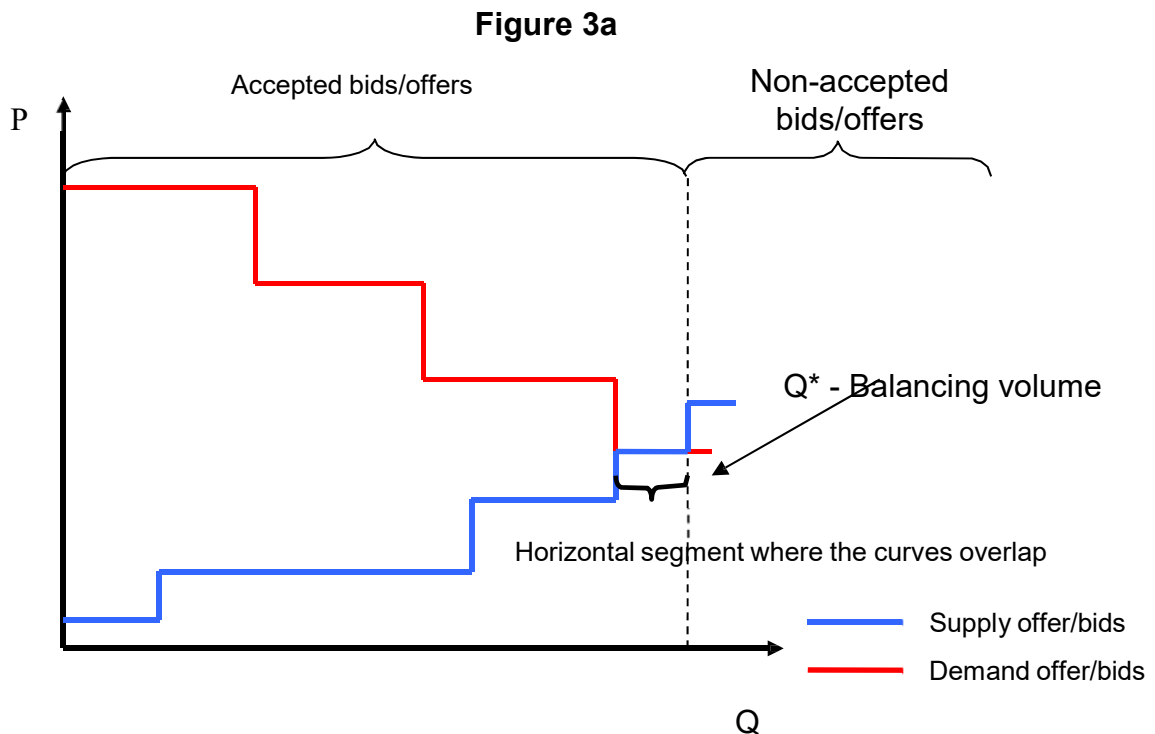 Figure 3a
Accepted bids/offers
Non-accepted
bids/offers
P
Q* - Balancing volume
Horizontal segment where the curves overlap
Supply offer/bids
Demand offer/bids
Q